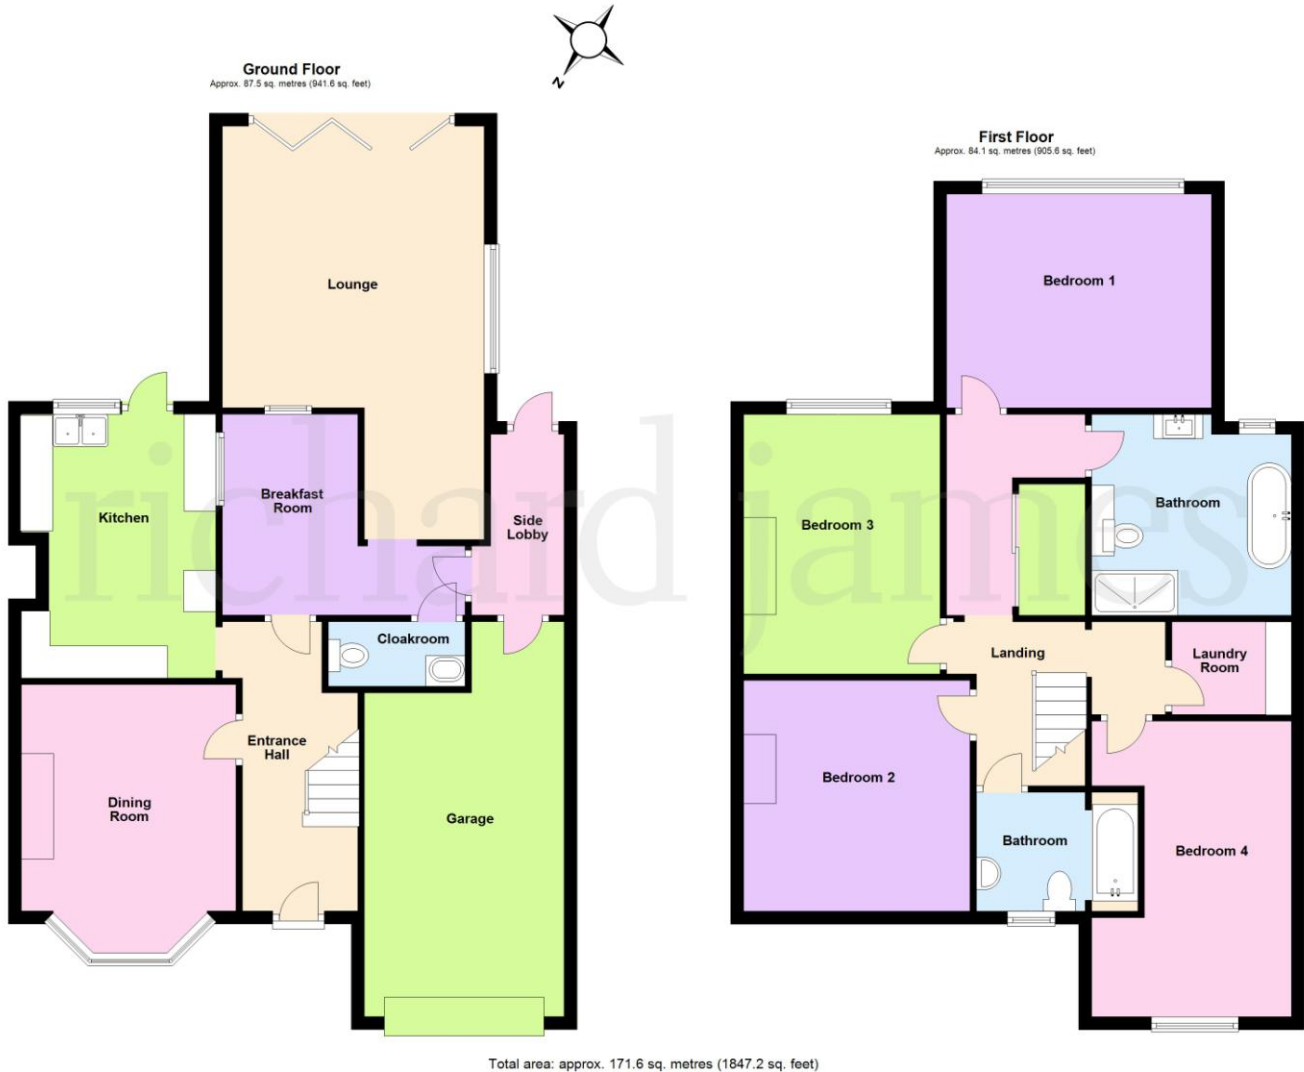 N
Ground Floor
Approx. 87.5 sq. metres (941.6 sq. feet)
Lounge
Kitchen
Breakfast
Room
Side
Lobby
Cloakroom
Entrance
Hall
Dining
Room
Garage
First Floor
Approx. 84.1 sq. metres (905.6 sq. feet)
Bedroom 1
Bedroom 3
Bathroom
Landing
Laundry
Room
Bedroom 2
Bathroom
Bedroom 4
richard james
Total area: approx. 171.6 sq. metres (1847.2 sq. feet)